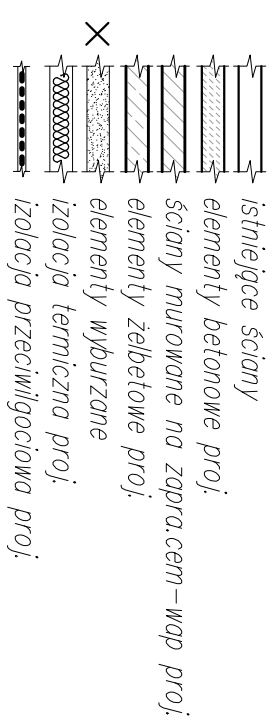 istniejące ściany
elementy betonowe proj.
ściany murowane na zapra.cem-wap proj.
elementy żelbetowe proj.
elementy wyburzane
izolacja termiczna proj.
izolacja przeciwilgociowa proj.